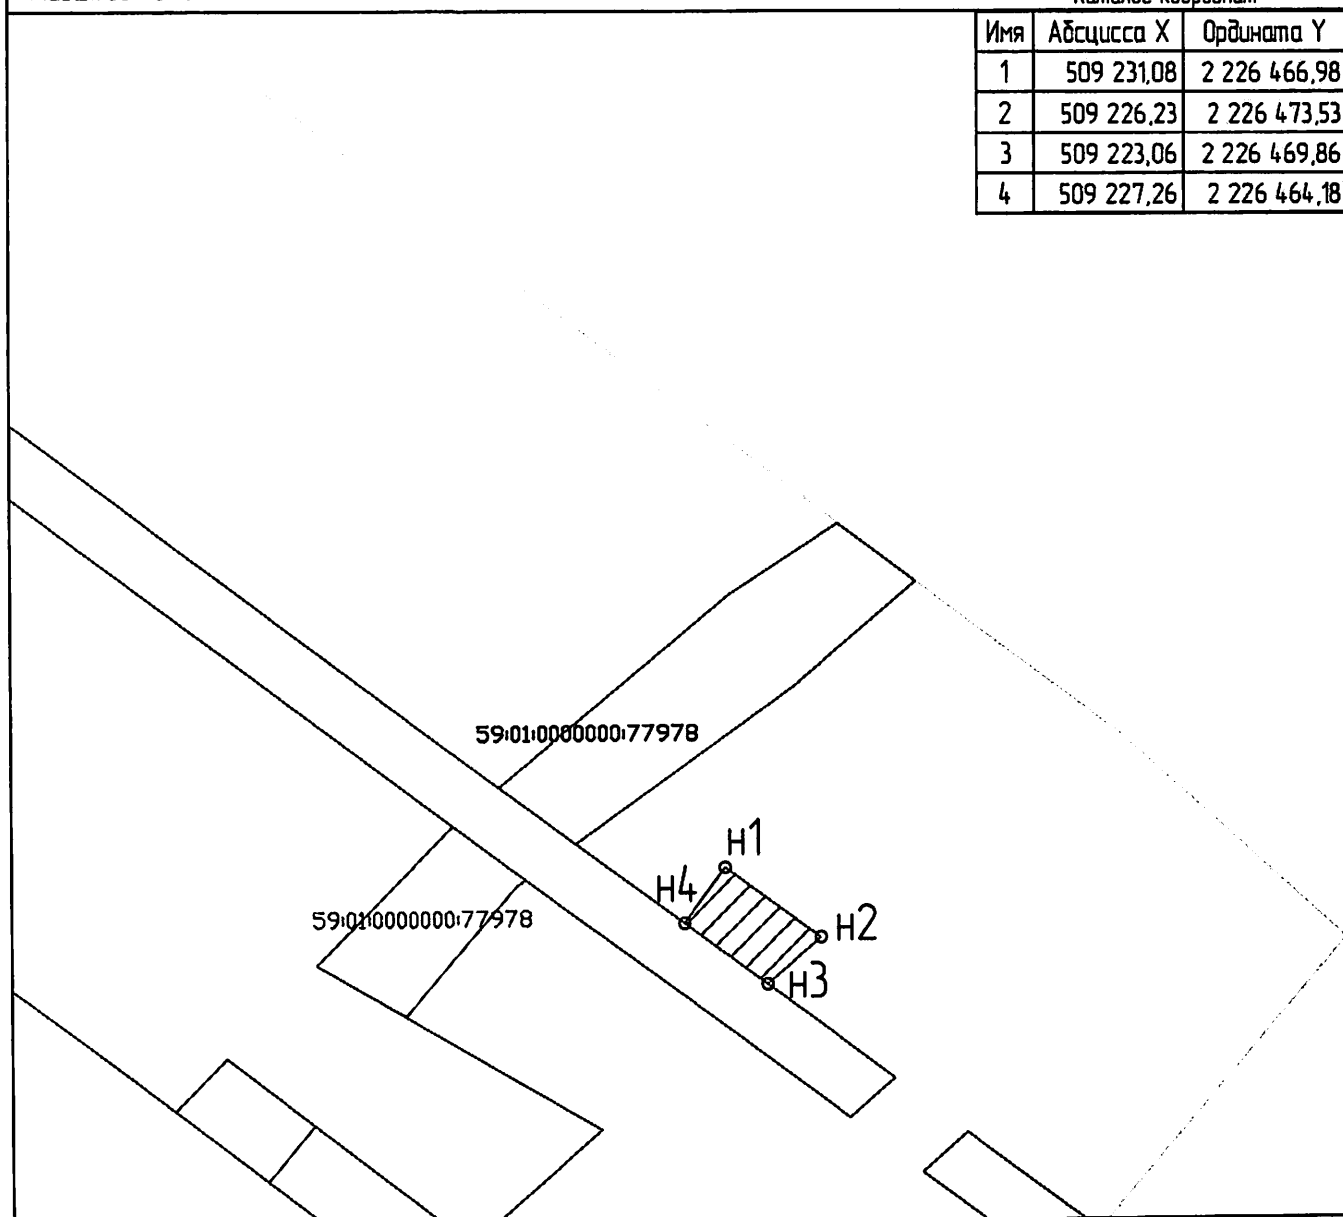 Имя Абсцисса X Ордината Y
1 509 231,08 2 226 466,98
2 509 226,23 2 226 473,53
3 509 223,06 2 226 469,86
4 509 227,26 2 226 464,18
59:01:0000000:77978
н1
н4
59:01:0000000:77978
н2
н3